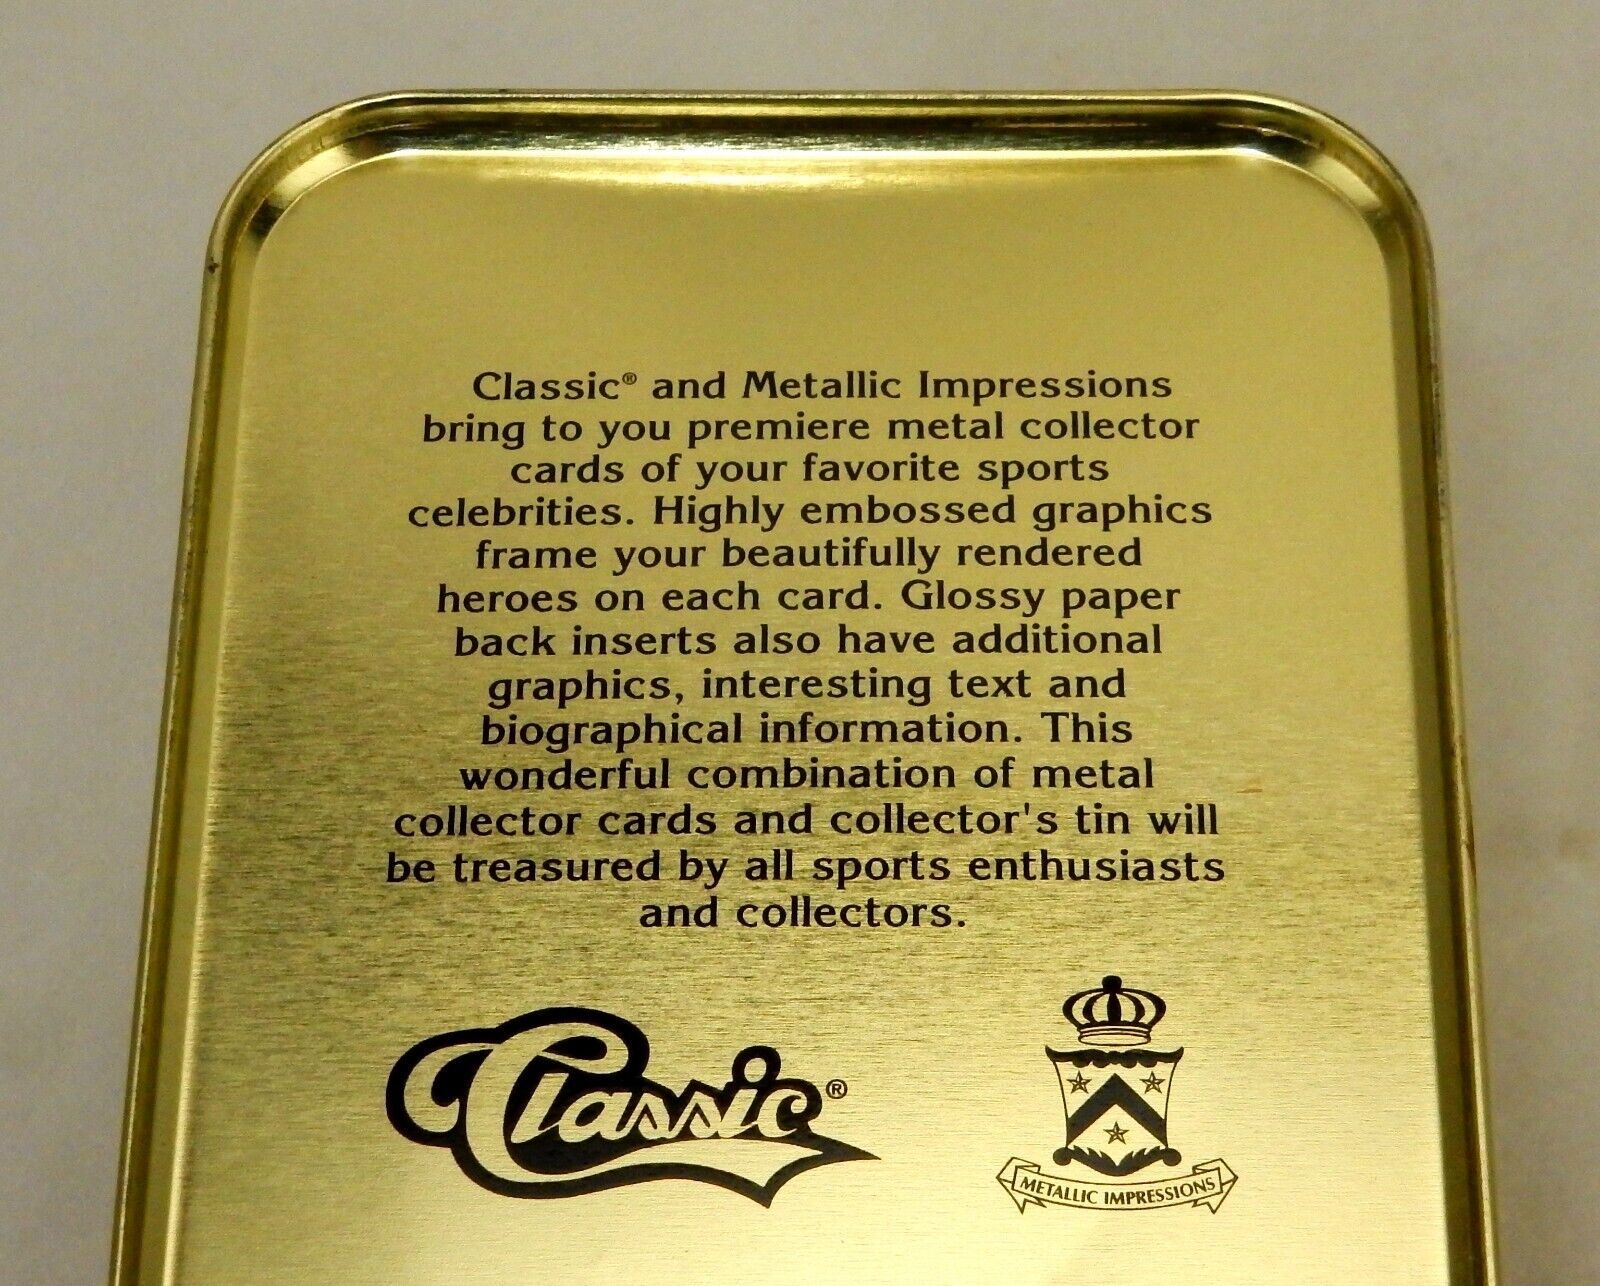 Classic® and Metallic Impressions
bring to you premiere metal collector
cards of your favorite sports
celebrities. Highly embossed graphics
frame your beautifully rendered
heroes on each card. Glossy paper
back inserts also have additional
graphics, interesting text and
biographical information. This
wonderful combination of metal
collector cards and collector's tin will
be treasured by all sports enthusiasts
and collectors.
Classic®
METALLIC IMPRESSIONS